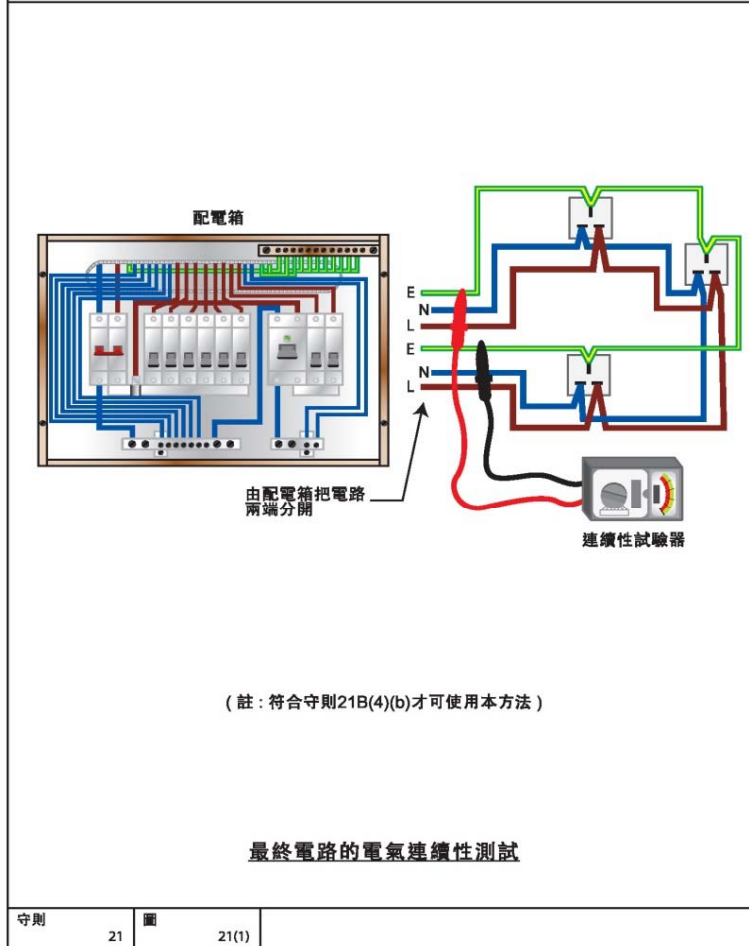 配電箱
E
N
L
E
N
L
由配電箱把電路
兩端分開
連續性試驗器
(註:符合守則21B(4)(b)才可使用本方法)
最終電路的電氣連續性測試
守則
21
圖
21(1)